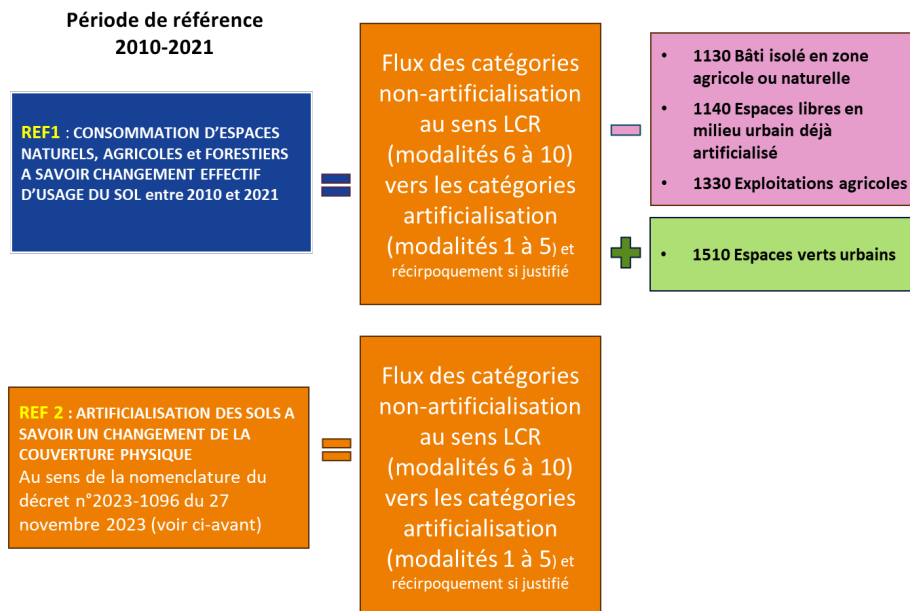 Période de référence
2010-2021
REF1 : CONSOMMATION D'ESPACES
NATURELS, AGRICOLES et FORESTIERS
A SAVOIR CHANGEMENT EFFECTIF
D'USAGE DU SOL entre 2010 et 2021
Flux des catégories
non-artificialisation
au sens LCR
(modalités 6 à 10)
vers les catégories
artificialisation
(modalités 1 à 5) et
récirpoquement si justifié
• 1130 Bâti isolé en zone
agricole ou naturelle
• 1140 Espaces libres en
milieu urbain déjà
artificialisé
• 1330 Exploitations agricoles
• 1510 Espaces verts urbains
REF 2 : ARTIFICIALISATION DES SOLS A
SAVOIR UN CHANGEMENT DE LA
COUVERTURE PHYSIQUE
Au sens de la nomenclature du
décret n°2023-1096 du 27
novembre 2023 (voir ci-avant)
Flux des catégories
non-artificialisation
au sens LCR
(modalités 6 à 10)
vers les catégories
artificialisation
(modalités 1 à 5) et
récirpoquement si justifié